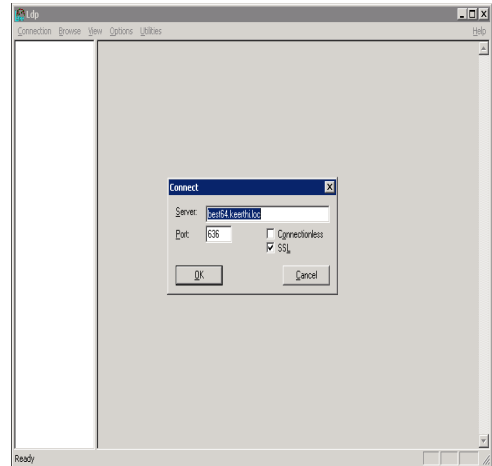 Ldp
Connection Browse View Options Utilities Help
Connect
Server: best64.keerthi.loc
Port: 636 Connectionless
SSL
OK Cancel
Ready